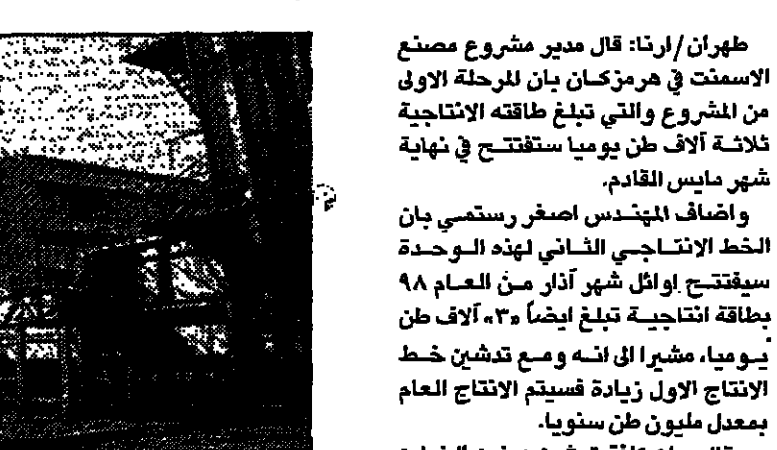 طهران/ارنا: قال مدير مشروع مصنع
الاسمنت في هرمزكان بان المرحلة الاولى
من المشروع والتي تبلغ طاقته الانتاجية
ثلاثة آلاف طن يوميا ستفتتح في نهاية
شهر مايس القادم.
واضاف المهندس اصغر رستمي بان
الخط الانتاجي الثاني لهذه الوحدة
سيفتتح اوائل شهر آذار من العام ٩٨
بطاقة انتاجية تبلغ ايضاً «٣» آلاف طن
يوميا، مشيرا الى انه ومع تدشين خط
الانتاج الاول زيادة فسيتم الانتاج العام
بمعدل مليون طن سنويا.